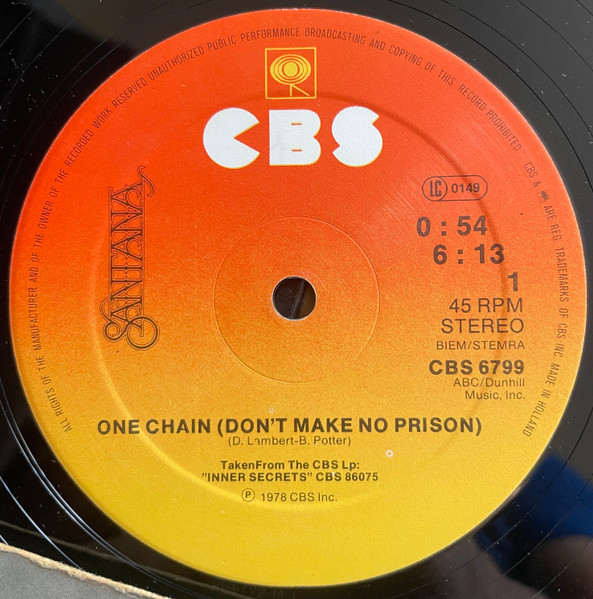 ALL RIGHTS OF THE MANUFACTURER AND OF THE OWNER OF THE RECORDED WORK RESERVED UNAUTHORIZED PUBLIC PERFORMANCE BROADCASTING AND COPYING OF THIS RECORD PROHIBITED. CBS & ARE REG. TRADEMARKS OF CBS INC. MADE IN HOLLAND
CBS
SANTANA
LC 0149
0 : 54
6 : 13
1
45 RPM
STEREO
BIEM/STEMRA
CBS 6799
ABC/Dunhill
Music, Inc.
ONE CHAIN (DON'T MAKE NO PRISON)
(D. Lambert-B. Potter)
TakenFrom The CBS Lp:
"INNER SECRETS" CBS 86075
℗ 1978 CBS Inc.